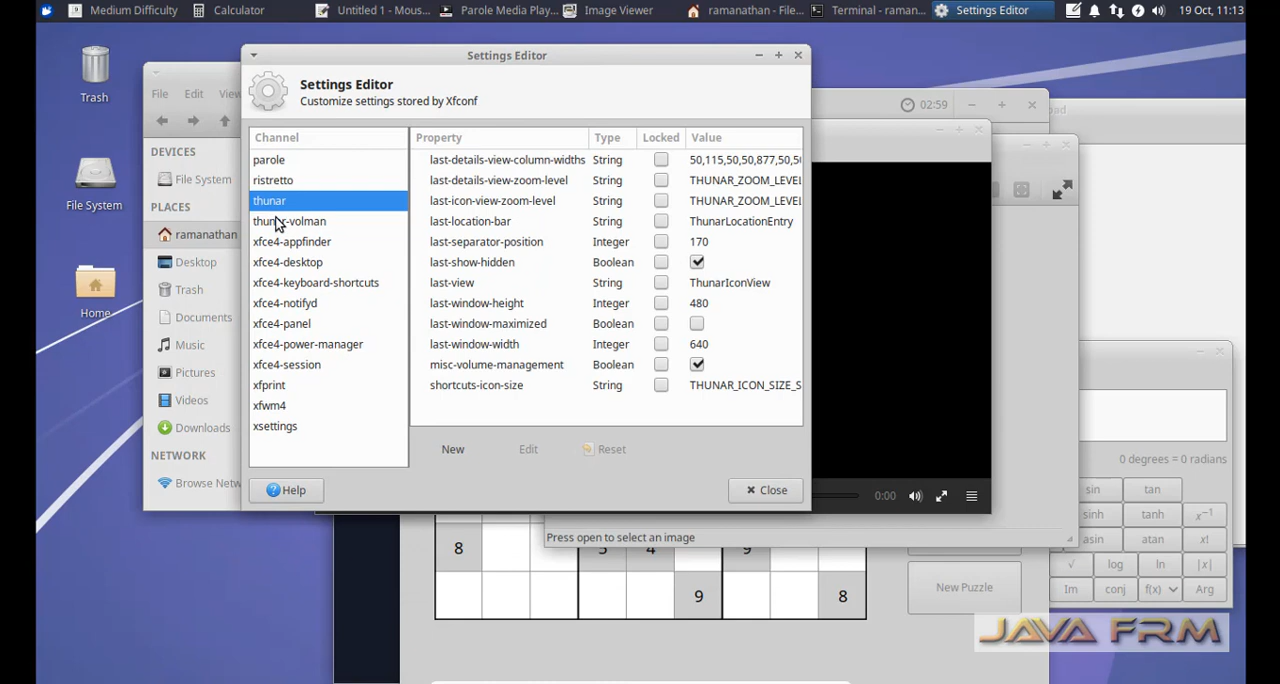 Medium Difficulty
Calculator
Untitled 1 - Mous...
Parole Media Play...
Image Viewer
ramanathan - File...
Terminal - raman...
Settings Editor
19 Oct, 11:13
Trash
File System
Home
File Edit View
DEVICES
File System
PLACES
ramanathan
Desktop
Trash
Documents
Music
Pictures
Videos
Downloads
NETWORK
Browse Netw
Settings Editor
Settings Editor
Customize settings stored by Xfconf
Channel
parole
ristretto
thunar
thunar-volman
xfce4-appfinder
xfce4-desktop
xfce4-keyboard-shortcuts
xfce4-notifyd
xfce4-panel
xfce4-power-manager
xfce4-session
xfprint
xfwm4
xsettings
Property Type Locked Value
last-details-view-column-widths String 50,115,50,50,877,50,50
last-details-view-zoom-level String THUNAR_ZOOM_LEVEL
last-icon-view-zoom-level String THUNAR_ZOOM_LEVEL
last-location-bar String ThunarLocationEntry
last-separator-position Integer 170
last-show-hidden Boolean
last-view String ThunarIconView
last-window-height Integer 480
last-window-maximized Boolean
last-window-width Integer 640
misc-volume-management Boolean
shortcuts-icon-size String THUNAR_ICON_SIZE_S
New Edit Reset
Help
Close
02:59
0:00
Press open to select an image
8 5 4 9
9 8
New Puzzle
0 degrees = 0 radians
sin tan
sinh tanh x⁻¹
asin atan x!
√ log ln |x|
Im conj f(x) Arg
JAVA FRM